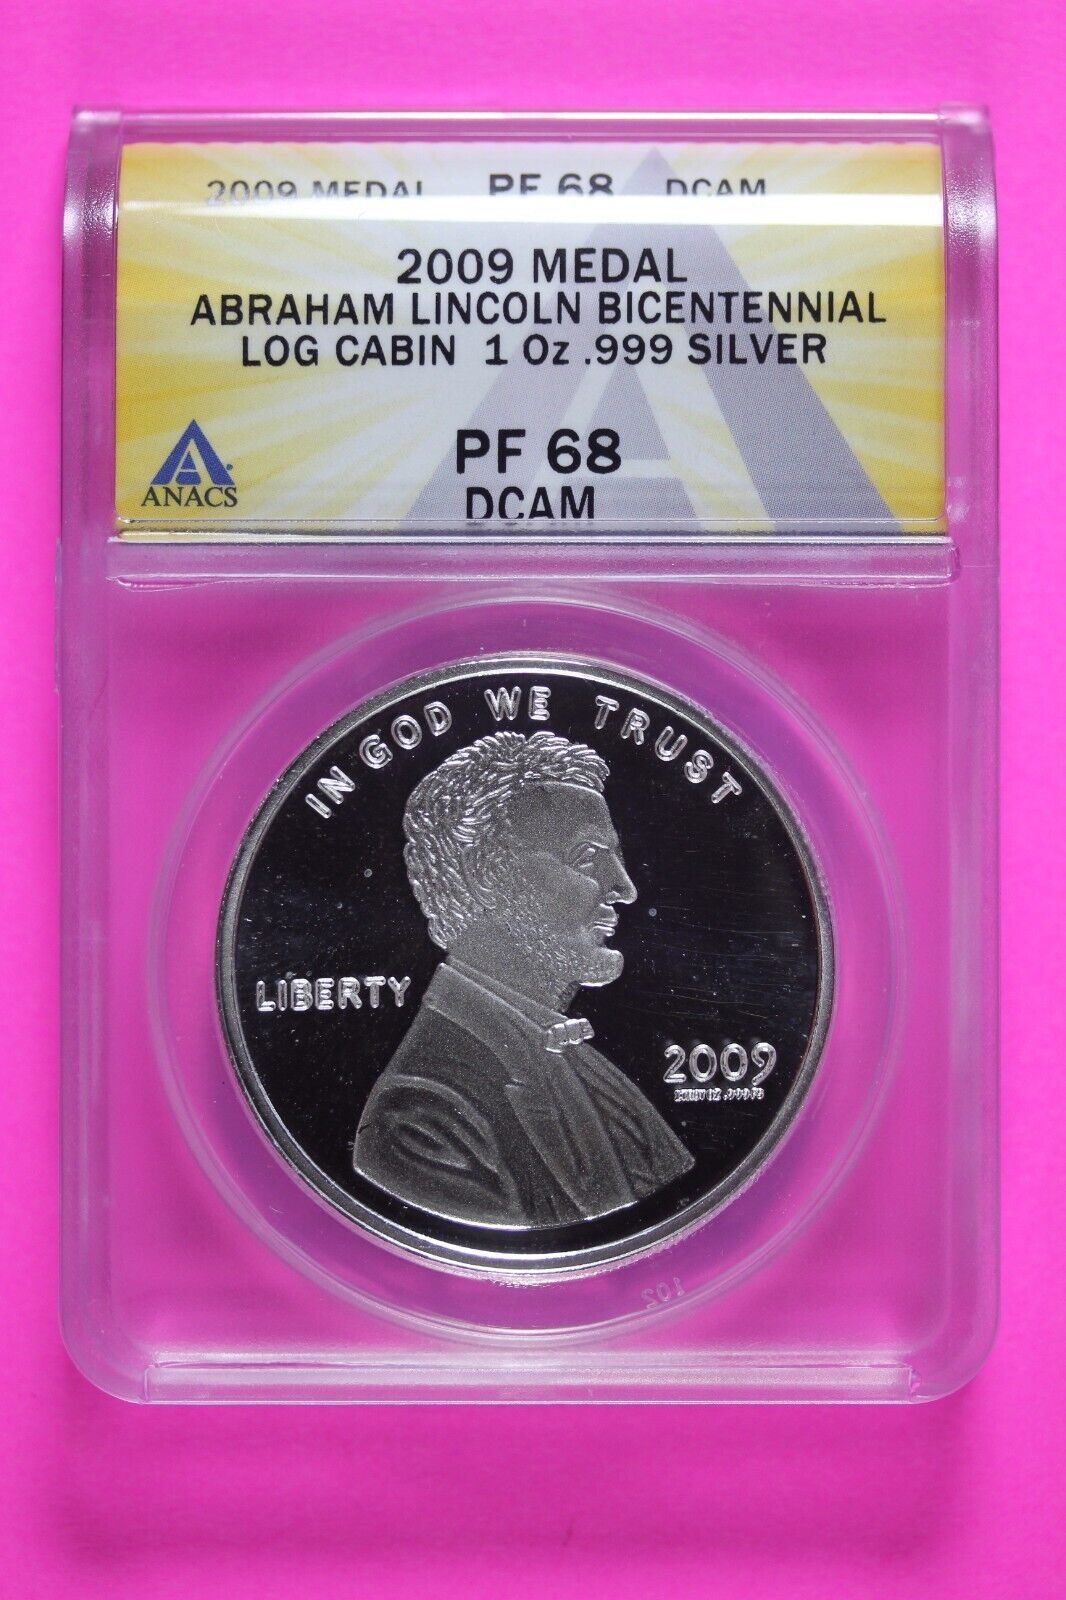 2009 MEDAL PF 68 DCAM
2009 MEDAL
ABRAHAM LINCOLN BICENTENNIAL
LOG CABIN 1 Oz .999 SILVER
ANACS
PF 68
DCAM
IN GOD WE TRUST
LIBERTY
2009
102